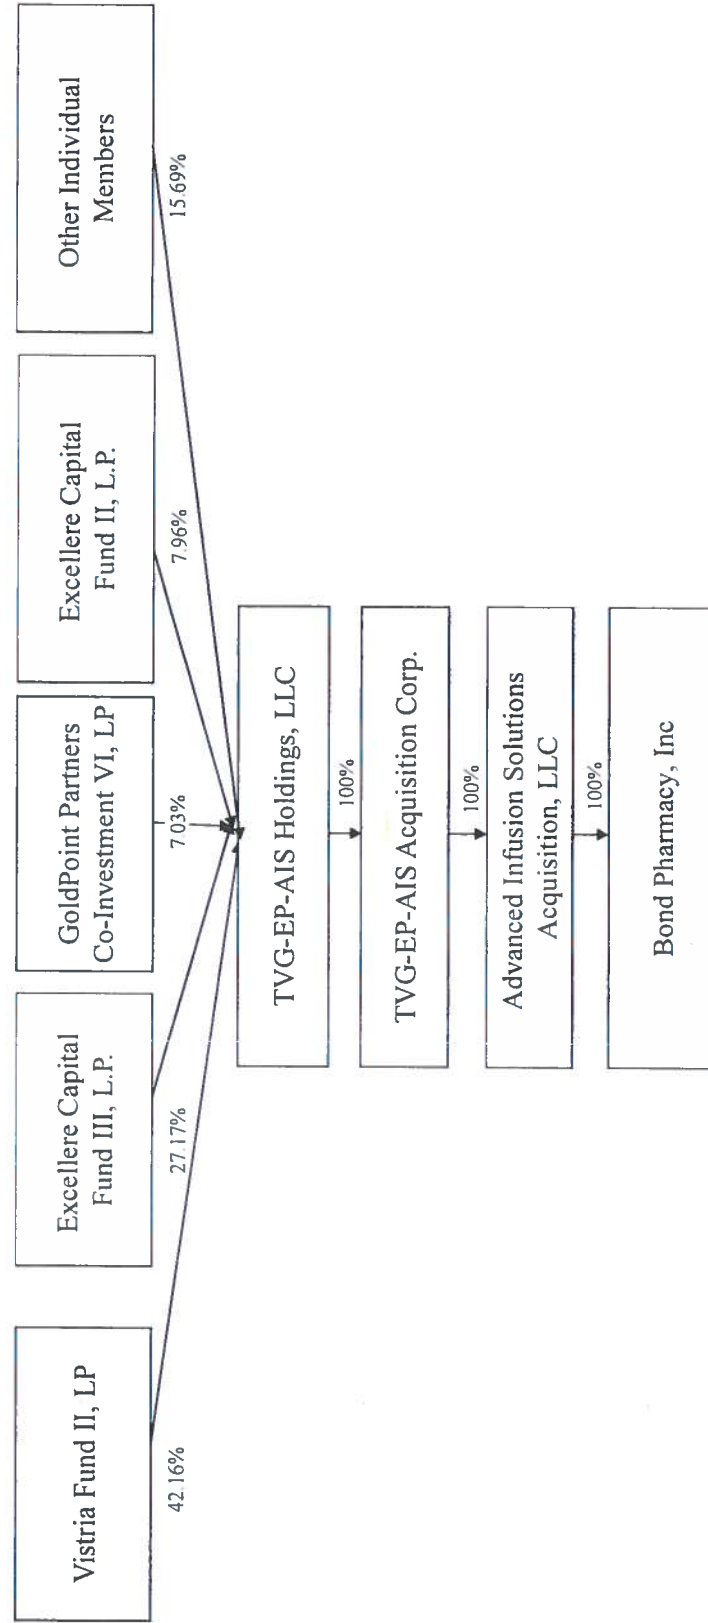 Vistria Fund II, LP
Excellere Capital
Fund III, L.P.
GoldPoint Partners
Co-Investment VI, LP
Excellere Capital
Fund II, L.P.
Other Individual
Members
42.16%
27.17%
7.03%
7.96%
15.69%
TVG-EP-AIS Holdings, LLC
100%
TVG-EP-AIS Acquisition Corp.
100%
Advanced Infusion Solutions
Acquisition, LLC
100%
Bond Pharmacy, Inc